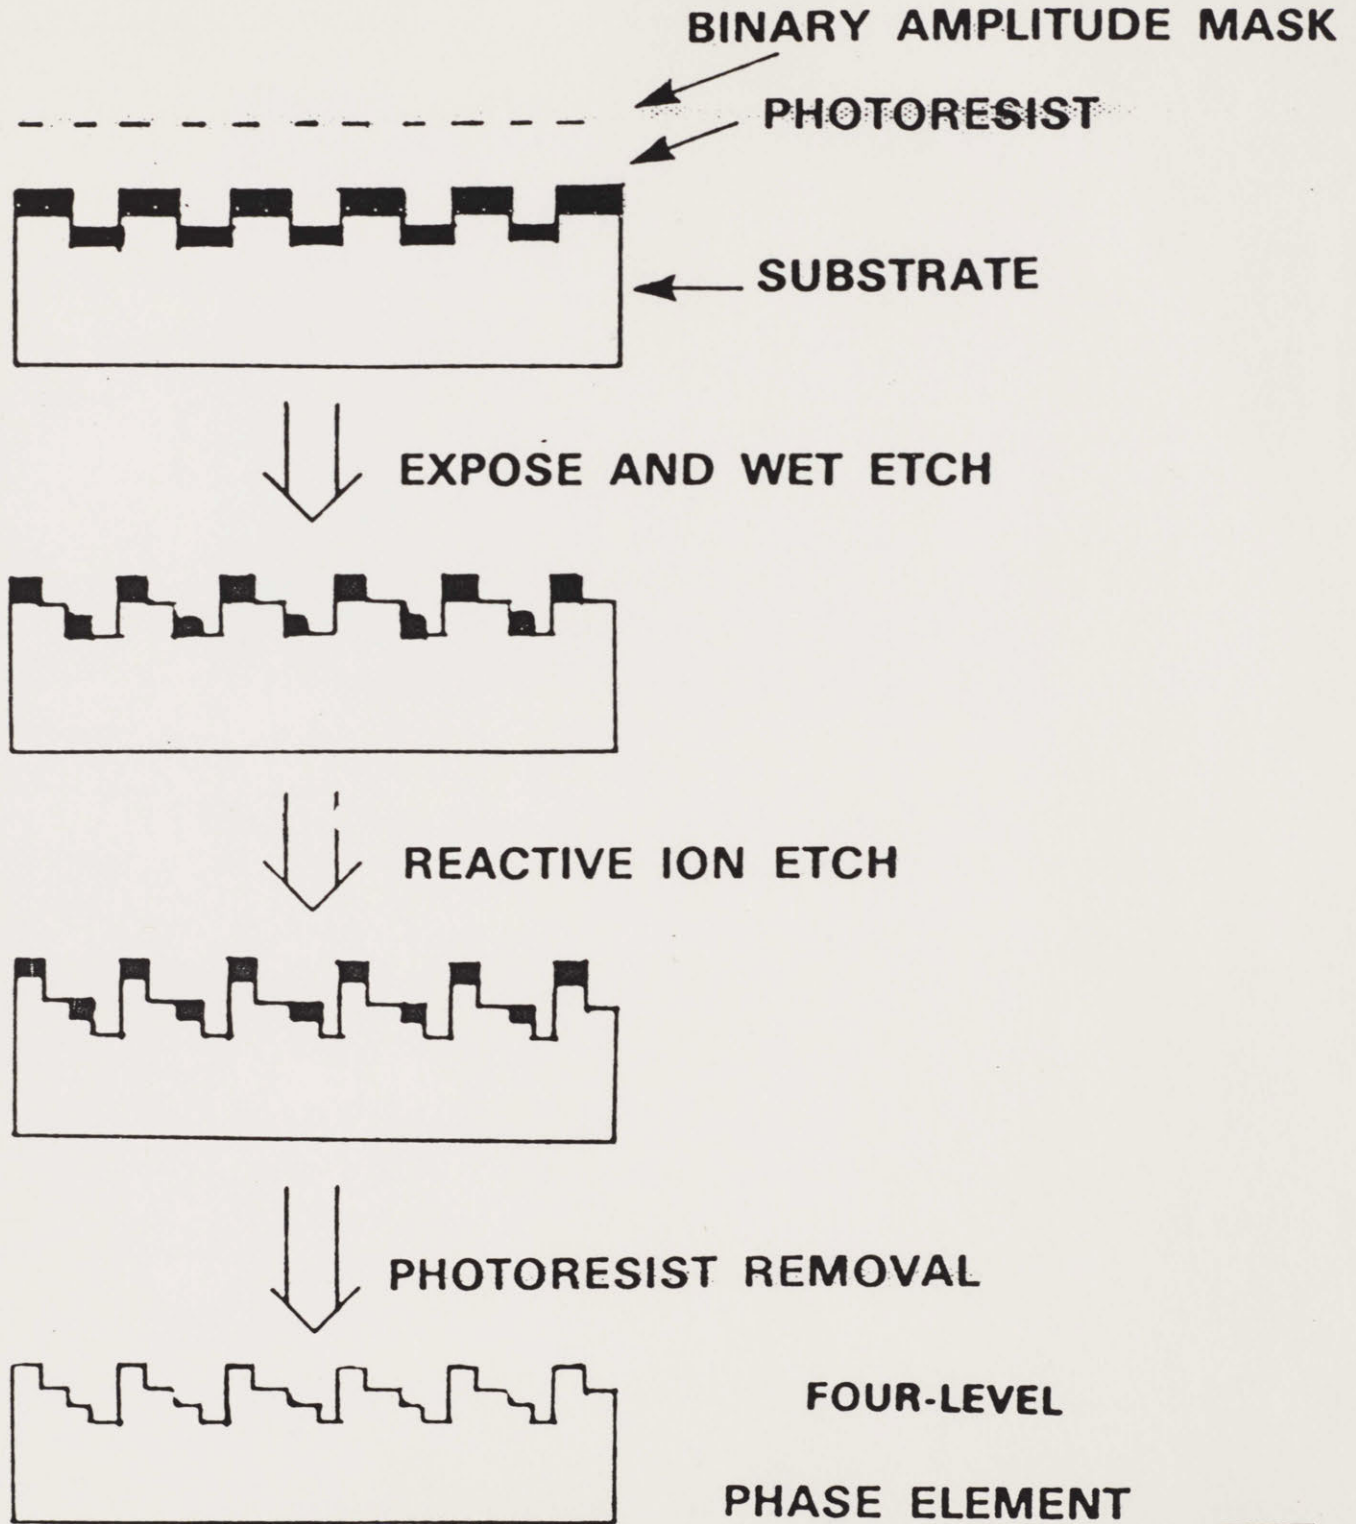 BINARY AMPLITUDE MASK
PHOTORESIST
SUBSTRATE
EXPOSE AND WET ETCH
REACTIVE ION ETCH
PHOTORESIST REMOVAL
FOUR-LEVEL
PHASE ELEMENT